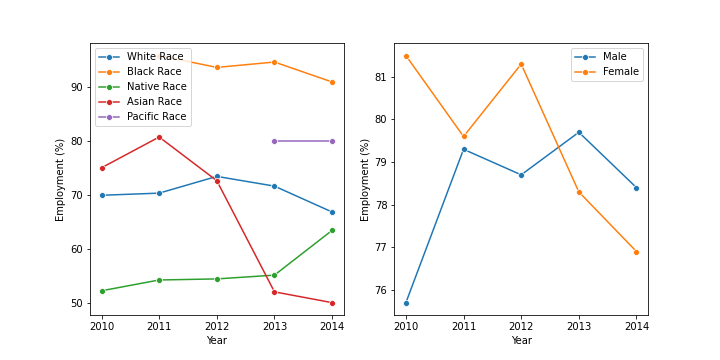 White Race
Black Race
Native Race
Asian Race
Pacific Race
90
80
70
60
50
Employment (%)
2010 2011 2012 2013 2014
Year
Male
Female
81
80
79
78
77
76
Employment (%)
2010 2011 2012 2013 2014
Year